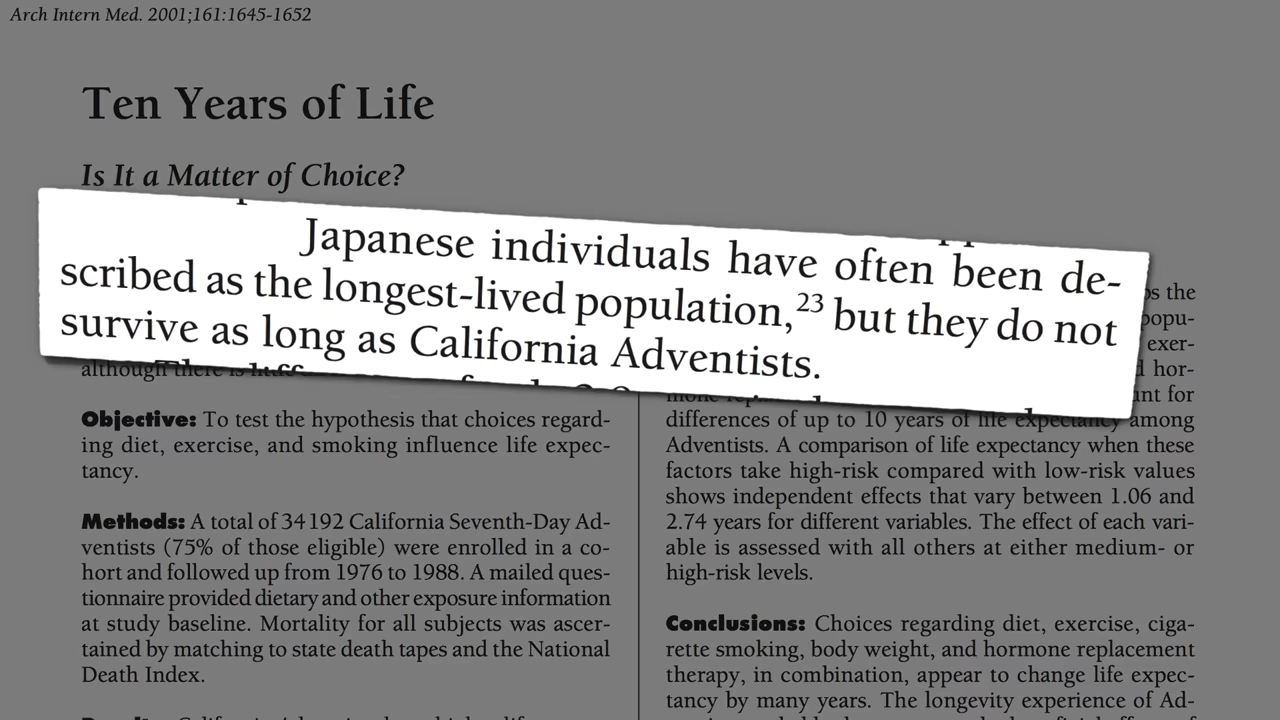 Arch Intern Med. 2001;161:1645-1652
Ten Years of Life
Is It a Matter of Choice?
Japanese individuals have often been de-
scribed as the longest-lived population,23 but they do not
survive as long as California Adventists.
although there is
Objective: To test the hypothesis that choices regard-
ing diet, exercise, and smoking influence life expec-
tancy.
Methods: A total of 34 192 California Seventh-Day Ad-
ventists (75% of those eligible) were enrolled in a co-
hort and followed up from 1976 to 1988. A mailed ques-
tionnaire provided dietary and other exposure information
at study baseline. Mortality for all subjects was ascer-
tained by matching to state death tapes and the National
Death Index.
the
popu-
exer-
hor-
for
differences of up to 10 years of life expectancy among
Adventists. A comparison of life expectancy when these
factors take high-risk compared with low-risk values
shows independent effects that vary between 1.06 and
2.74 years for different variables. The effect of each vari-
able is assessed with all others at either medium- or
high-risk levels.
Conclusions: Choices regarding diet, exercise, ciga-
rette smoking, body weight, and hormone replacement
therapy, in combination, appear to change life expec-
tancy by many years. The longevity experience of Ad-